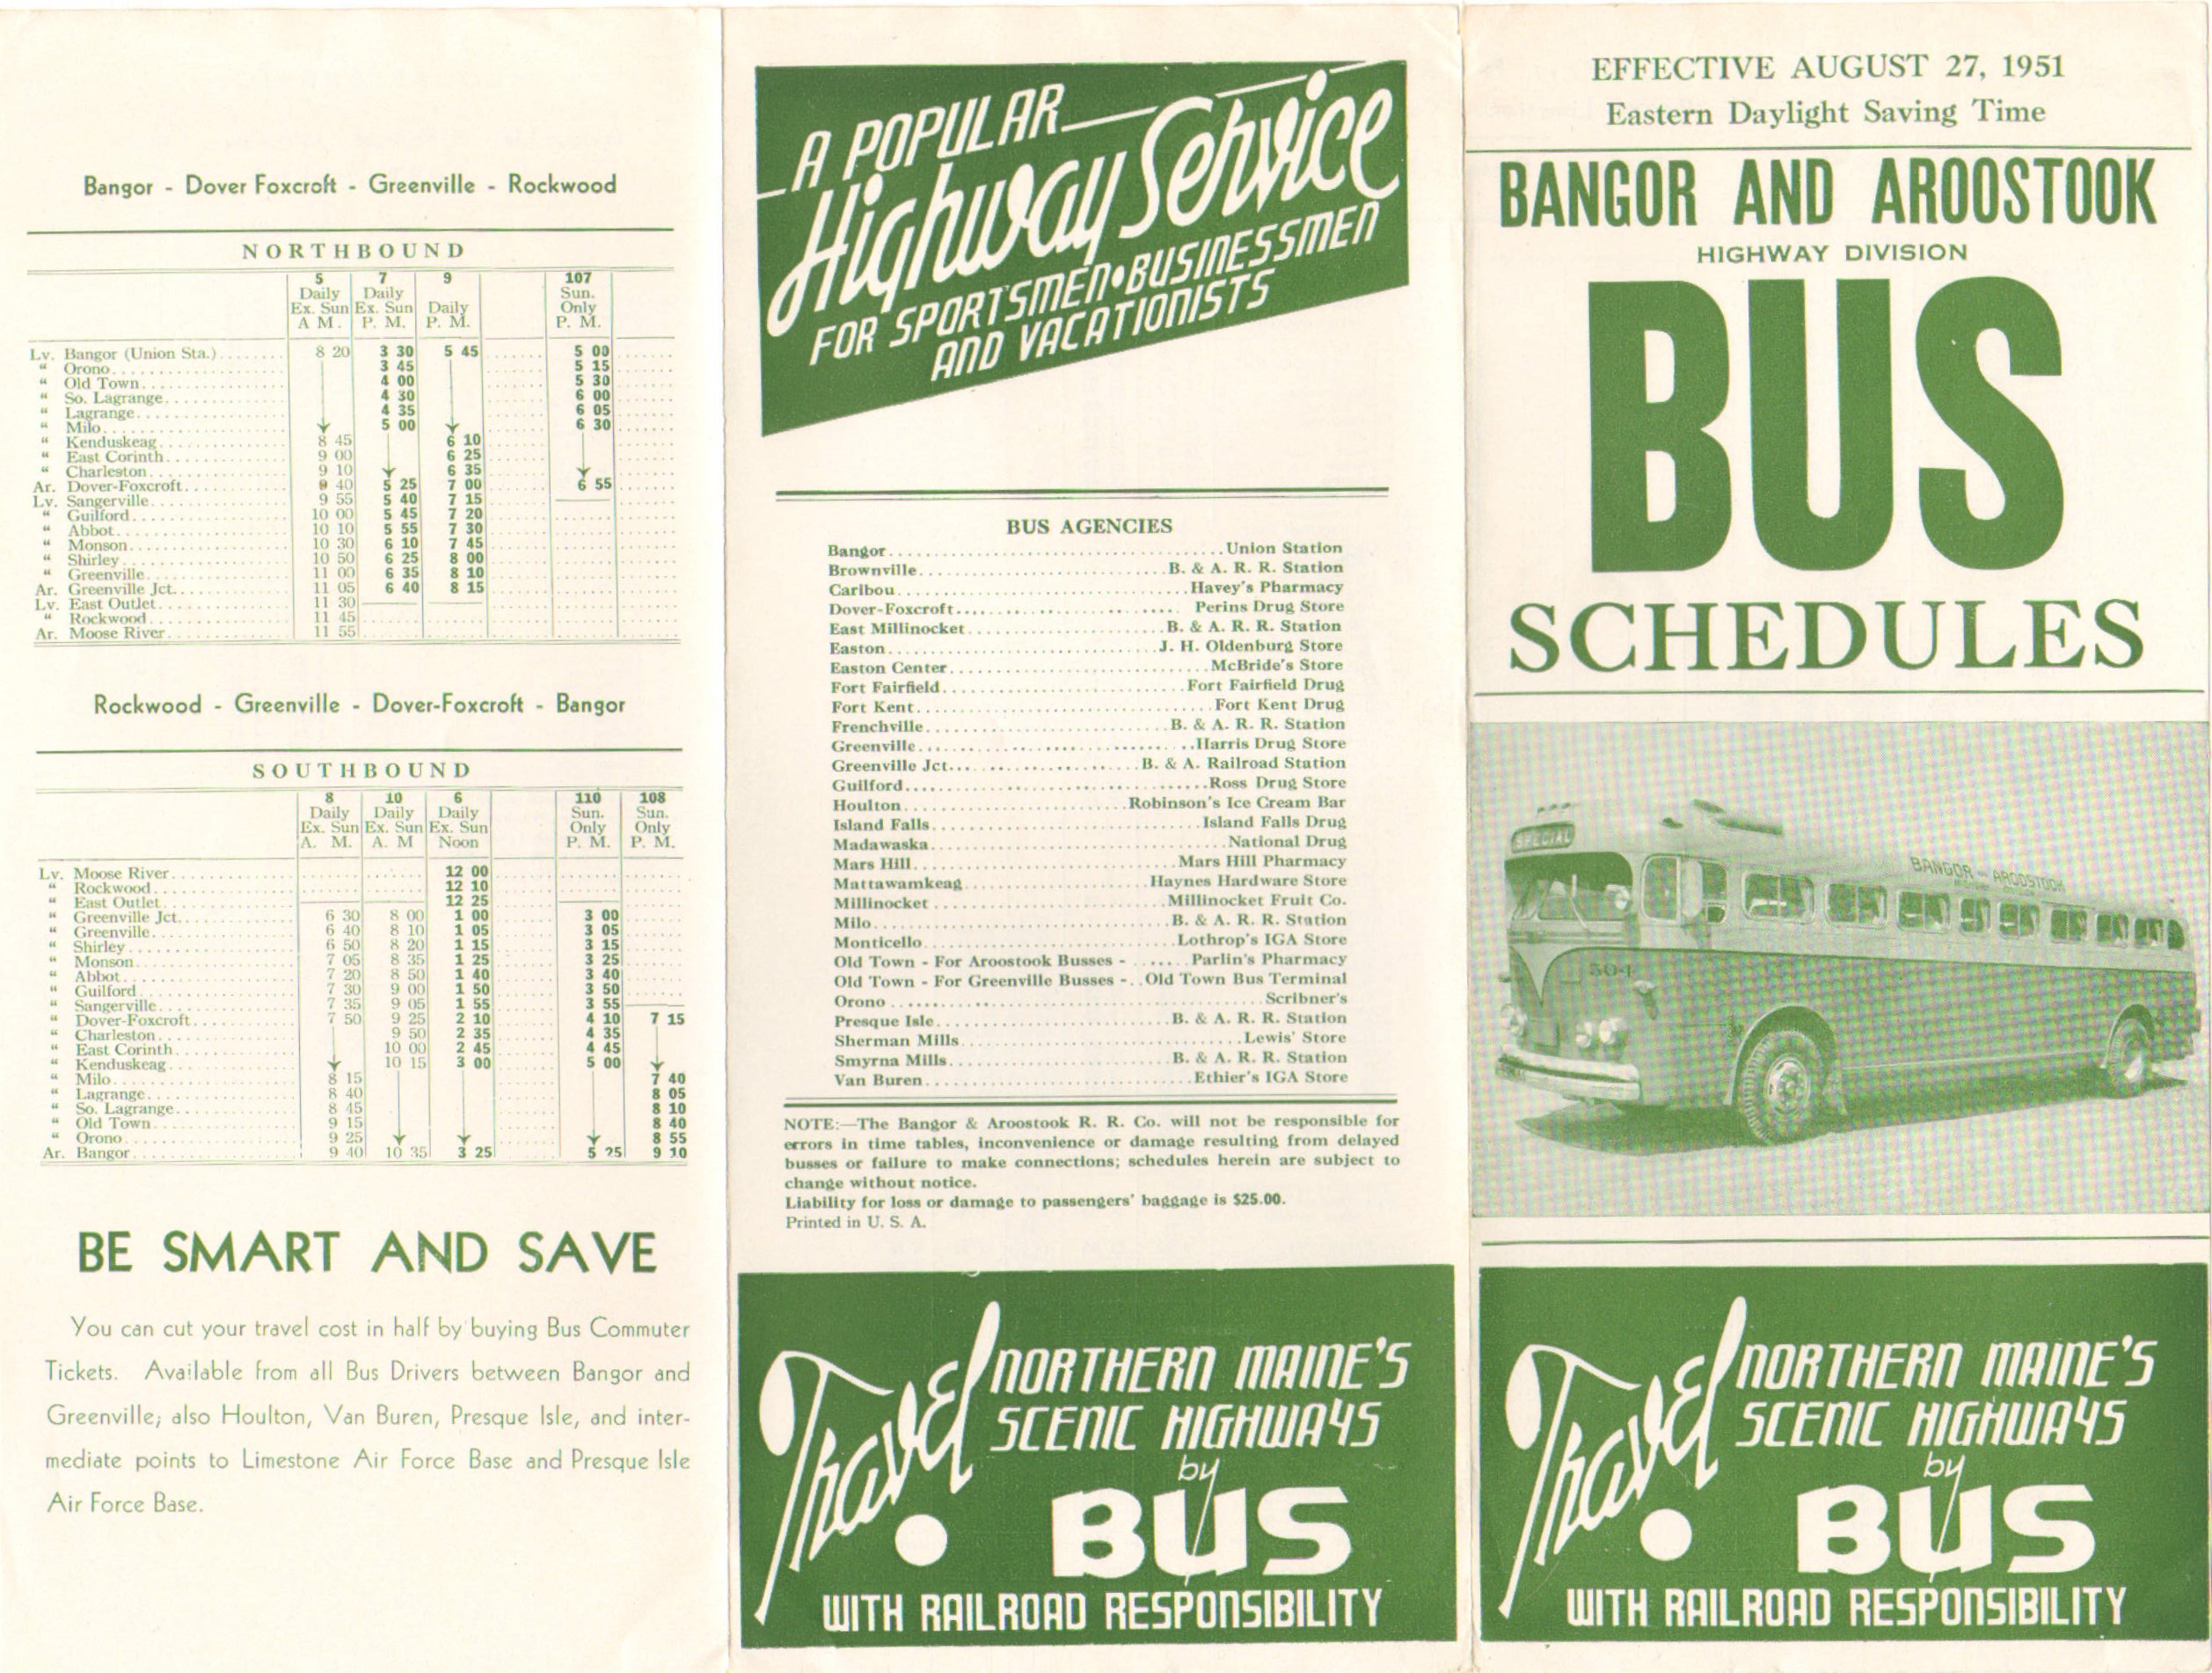 Bangor - Dover Foxcroft - Greenville - Rockwood
NORTHBOUND
5 7 9 107
Daily Daily Sun.
Ex. Sun Ex. Sun Daily Only
A M. P. M. P. M. P. M.
Lv. Bangor (Union Sta.) 8 20 3 30 5 45 5 00
" Orono 3 45 5 15
" Old Town 4 00 5 30
" So. Lagrange 4 30 6 00
" Lagrange 4 35 6 05
" Milo 5 00 6 30
" Kenduskeag 8 45 6 10
" East Corinth 9 00 6 25
" Charleston 9 10 6 35
Ar. Dover-Foxcroft 9 40 5 25 7 00 6 55
Lv. Sangerville 9 55 5 40 7 15
" Guilford 10 00 5 45 7 20
" Abbot 10 10 5 55 7 30
" Monson 10 30 6 10 7 45
" Shirley 10 50 6 25 8 00
" Greenville 11 00 6 35 8 10
Ar. Greenville Jct. 11 05 6 40 8 15
Lv. East Outlet 11 30
" Rockwood 11 45
Ar. Moose River 11 55
Rockwood - Greenville - Dover-Foxcroft - Bangor
SOUTHBOUND
8 10 6 110 108
Daily Daily Daily Sun. Sun.
Ex. Sun Ex. Sun Ex. Sun Only Only
A. M. A. M Noon P. M. P. M.
Lv. Moose River 12 00
" Rockwood 12 10
" East Outlet 12 25
" Greenville Jct. 6 30 8 00 1 00 3 00
" Greenville 6 40 8 10 1 05 3 05
" Shirley 6 50 8 20 1 15 3 15
" Monson 7 05 8 35 1 25 3 25
" Abbot 7 20 8 50 1 40 3 40
" Guilford 7 30 9 00 1 50 3 50
" Sangerville 7 35 9 05 1 55 3 55
" Dover-Foxcroft 7 50 9 25 2 10 4 10 7 15
" Charleston 9 50 2 35 4 35
" East Corinth 10 00 2 45 4 45
" Kenduskeag 10 15 3 00 5 00
" Milo 8 15 7 40
" Lagrange 8 40 8 05
" So. Lagrange 8 45 8 10
" Old Town 9 15 8 40
" Orono 9 25 8 55
Ar. Bangor 9 40 10 35 3 25 5 25 9 10
BE SMART AND SAVE
You can cut your travel cost in half by buying Bus Commuter
Tickets. Available from all Bus Drivers between Bangor and
Greenville; also Houlton, Van Buren, Presque Isle, and inter-
mediate points to Limestone Air Force Base and Presque Isle
Air Force Base.
A POPULAR
Highway Service
FOR SPORTSMEN•BUSINESSMEN
AND VACATIONISTS
BUS AGENCIES
Bangor Union Station
Brownville B. & A. R. R. Station
Caribou Havey's Pharmacy
Dover-Foxcroft Perins Drug Store
East Millinocket B. & A. R. R. Station
Easton J. H. Oldenburg Store
Easton Center McBride's Store
Fort Fairfield Fort Fairfield Drug
Fort Kent Fort Kent Drug
Frenchville B. & A. R. R. Station
Greenville Harris Drug Store
Greenville Jct. B. & A. Railroad Station
Guilford Ross Drug Store
Houlton Robinson's Ice Cream Bar
Island Falls Island Falls Drug
Madawaska National Drug
Mars Hill Mars Hill Pharmacy
Mattawamkeag Haynes Hardware Store
Millinocket Millinocket Fruit Co.
Milo B. & A. R. R. Station
Monticello Lothrop's IGA Store
Old Town - For Aroostook Busses - Parlin's Pharmacy
Old Town - For Greenville Busses - Old Town Bus Terminal
Orono Scribner's
Presque Isle B. & A. R. R. Station
Sherman Mills Lewis' Store
Smyrna Mills B. & A. R. R. Station
Van Buren Ethier's IGA Store
NOTE:—The Bangor & Aroostook R. R. Co. will not be responsible for
errors in time tables, inconvenience or damage resulting from delayed
busses or failure to make connections; schedules herein are subject to
change without notice.
Liability for loss or damage to passengers' baggage is $25.00.
Printed in U. S. A.
Travel NORTHERN MAINE'S
SCENIC HIGHWAYS
by
BUS
WITH RAILROAD RESPONSIBILITY
EFFECTIVE AUGUST 27, 1951
Eastern Daylight Saving Time
BANGOR AND AROOSTOOK
HIGHWAY DIVISION
BUS
SCHEDULES
SPECIAL
BANGOR AND AROOSTOOK
504
Travel NORTHERN MAINE'S
SCENIC HIGHWAYS
by
BUS
WITH RAILROAD RESPONSIBILITY